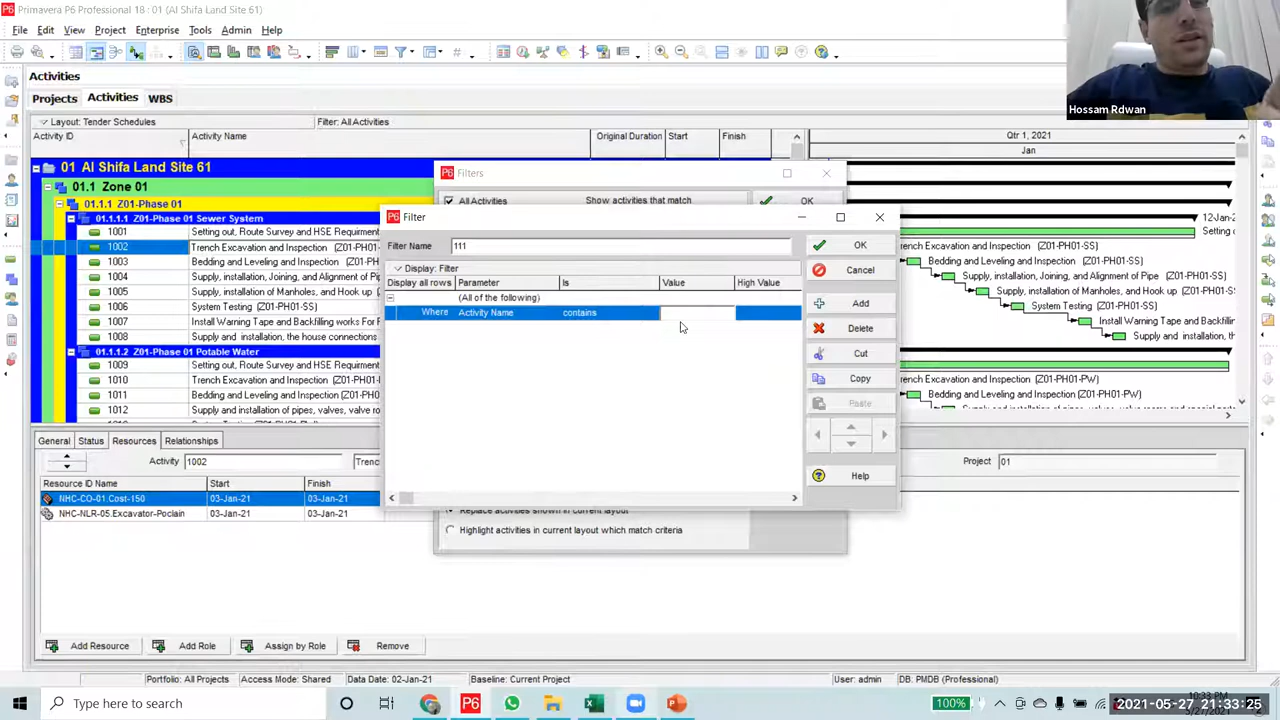 Primavera P6 Professional 18 : 01 (Al Shifa Land Site 61)
File Edit View Project Enterprise Tools Admin Help
Activities
Projects Activities WBS
Layout: Tender Schedules Filter: All Activities
Activity ID Activity Name Original Duration Start Finish Qtr 1, 2021
Jan
01 Al Shifa Land Site 61
01.1 Zone 01
01.1.1 Z01-Phase 01
01.1.1.1 Z01-Phase 01 Sewer System
1001 Setting out, Route Survey and HSE Requirment
1002 Trench Excavation and Inspection (Z01-PH01-SS)
1003 Bedding and Leveling and Inspection (Z01-PH
1004 Supply, installation, Joining, and Alignment of
1005 Supply, installation of Manholes, and Hook up
1006 System Testing (Z01-PH01-SS)
1007 Install Warning Tape and Backfilling works For F
1008 Supply and installation, the house connections
01.1.1.2 Z01-Phase 01 Potable Water
1009 Setting out, Route Survey and HSE Requirment
1010 Trench Excavation and Inspection (Z01-PH01
1011 Bedding and Leveling and Inspection (Z01-PH
1012 Supply and installation of pipes, valves, valve ro
12-Jan
Setting o
rench Excavation and Inspection (Z01-PH01-SS)
Bedding and Leveling and Inspection (Z01-PH01-SS)
Supply, installation, Joining, and Alignment of Pipe
Supply, installation of Manholes, and Hook
System Testing (Z01-PH01-SS)
Install Warning Tape and Backfillin
Supply and installation, the house
rench Excavation and Inspection (Z01-PH01-PW)
Bedding and Leveling and Inspection (Z01-PH01-PW)
Filters
All Activities Show activities that match OK
Filter
Filter Name 111 OK
Display: Filter Cancel
Display all rows Parameter Is Value High Value
(All of the following)
Where Activity Name contains
Add
Delete
Cut
Copy
Paste
Help
Replace activities shown in current layout
Highlight activities in current layout which match criteria
General Status Resources Relationships
Activity 1002 Trenc Project 01
Resource ID Name Start Finish
NHC-CO-01.Cost-150 03-Jan-21 03-Jan-21
NHC-NLR-05.Excavator-Poclain 03-Jan-21 03-Jan-21
Add Resource Add Role Assign by Role Remove
Portfolio: All Projects Access Mode: Shared Data Date: 02-Jan-21 Baseline: Current Project User: admin DB: PMDB (Professional)
Type here to search
100%
2021-05-27 21:33:25
Hossam Rdwan